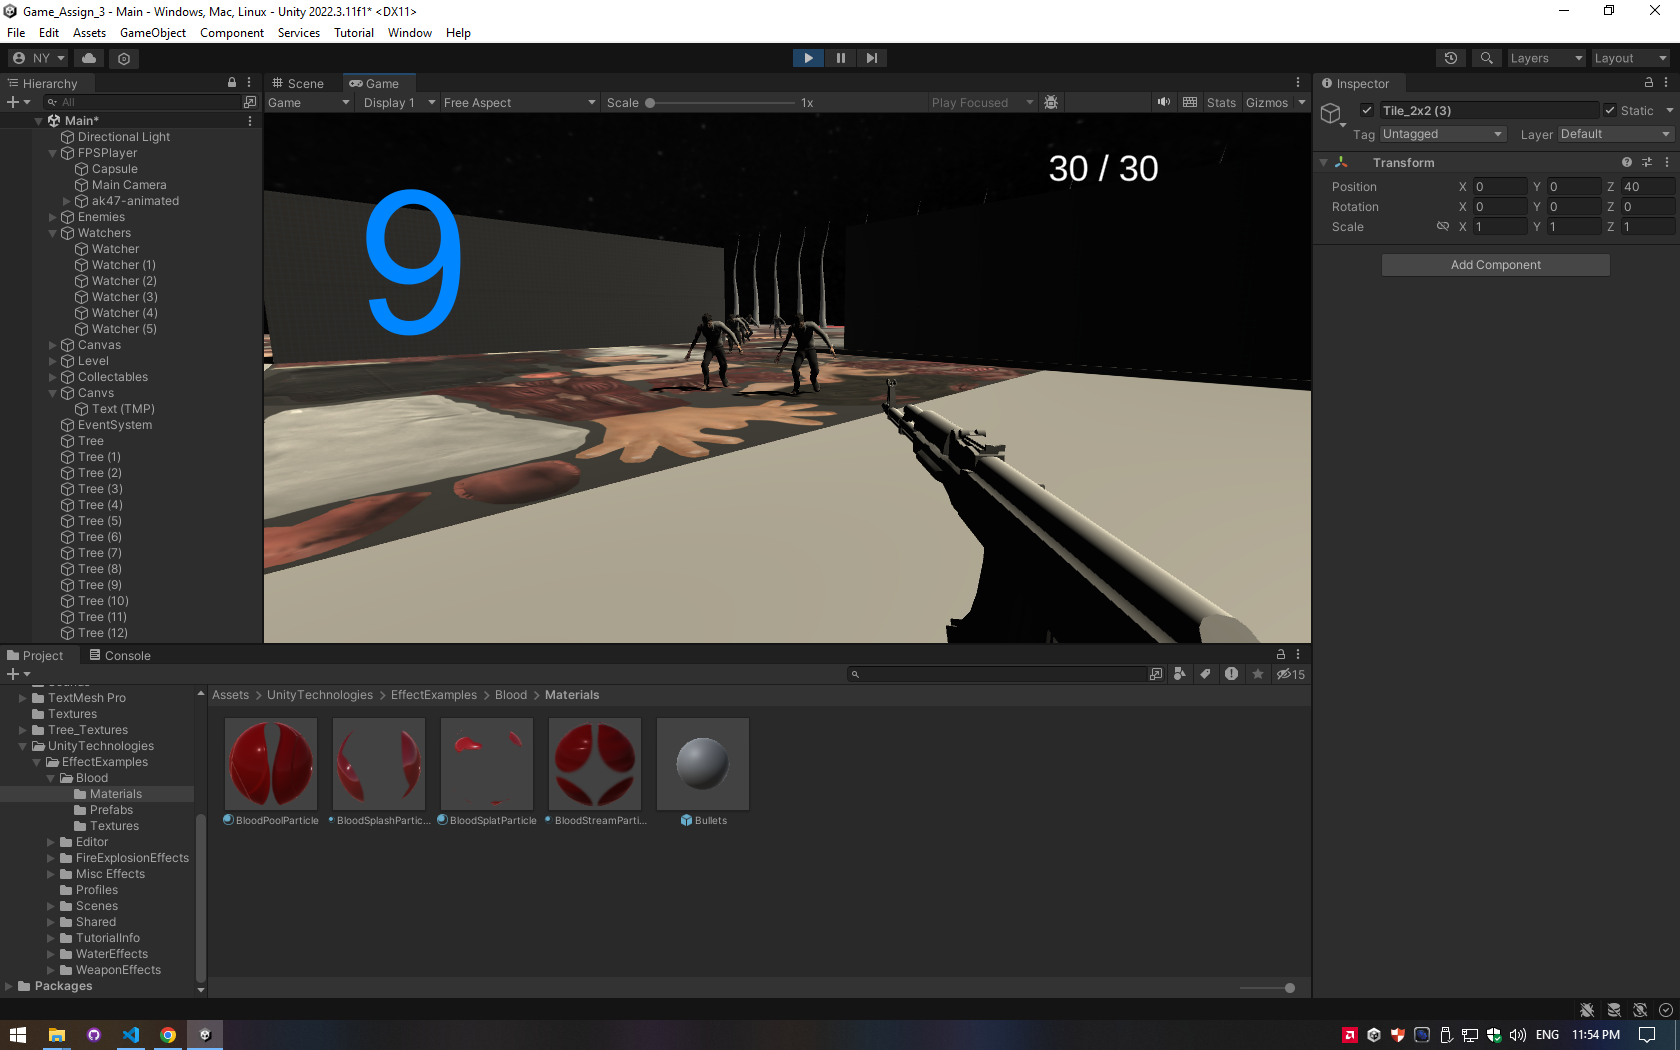 Game_Assign_3 - Main - Windows, Mac, Linux - Unity 2022.3.11f1* <DX11>
File Edit Assets GameObject Component Services Tutorial Window Help
NY
Layers Layout
Hierarchy
All
Main*
Directional Light
FPSPlayer
Capsule
Main Camera
ak47-animated
Enemies
Watchers
Watcher
Watcher (1)
Watcher (2)
Watcher (3)
Watcher (4)
Watcher (5)
Canvas
Level
Collectables
Canvs
Text (TMP)
EventSystem
Tree
Tree (1)
Tree (2)
Tree (3)
Tree (4)
Tree (5)
Tree (6)
Tree (7)
Tree (8)
Tree (9)
Tree (10)
Tree (11)
Tree (12)
Scene Game
Game Display 1 Free Aspect Scale 1x Play Focused Stats Gizmos
9
30 / 30
Inspector
Tile_2x2 (3) Static
Tag Untagged Layer Default
Transform
Position X 0 Y 0 Z 40
Rotation X 0 Y 0 Z 0
Scale X 1 Y 1 Z 1
Add Component
Project Console
15
TextMesh Pro
Textures
Tree_Textures
UnityTechnologies
EffectExamples
Blood
Materials
Prefabs
Textures
Editor
FireExplosionEffects
Misc Effects
Profiles
Scenes
Shared
TutorialInfo
WaterEffects
WeaponEffects
Packages
Assets > UnityTechnologies > EffectExamples > Blood > Materials
BloodPoolParticle BloodSplashPartic... BloodSplatParticle BloodStreamParti... Bullets
ENG 11:54 PM